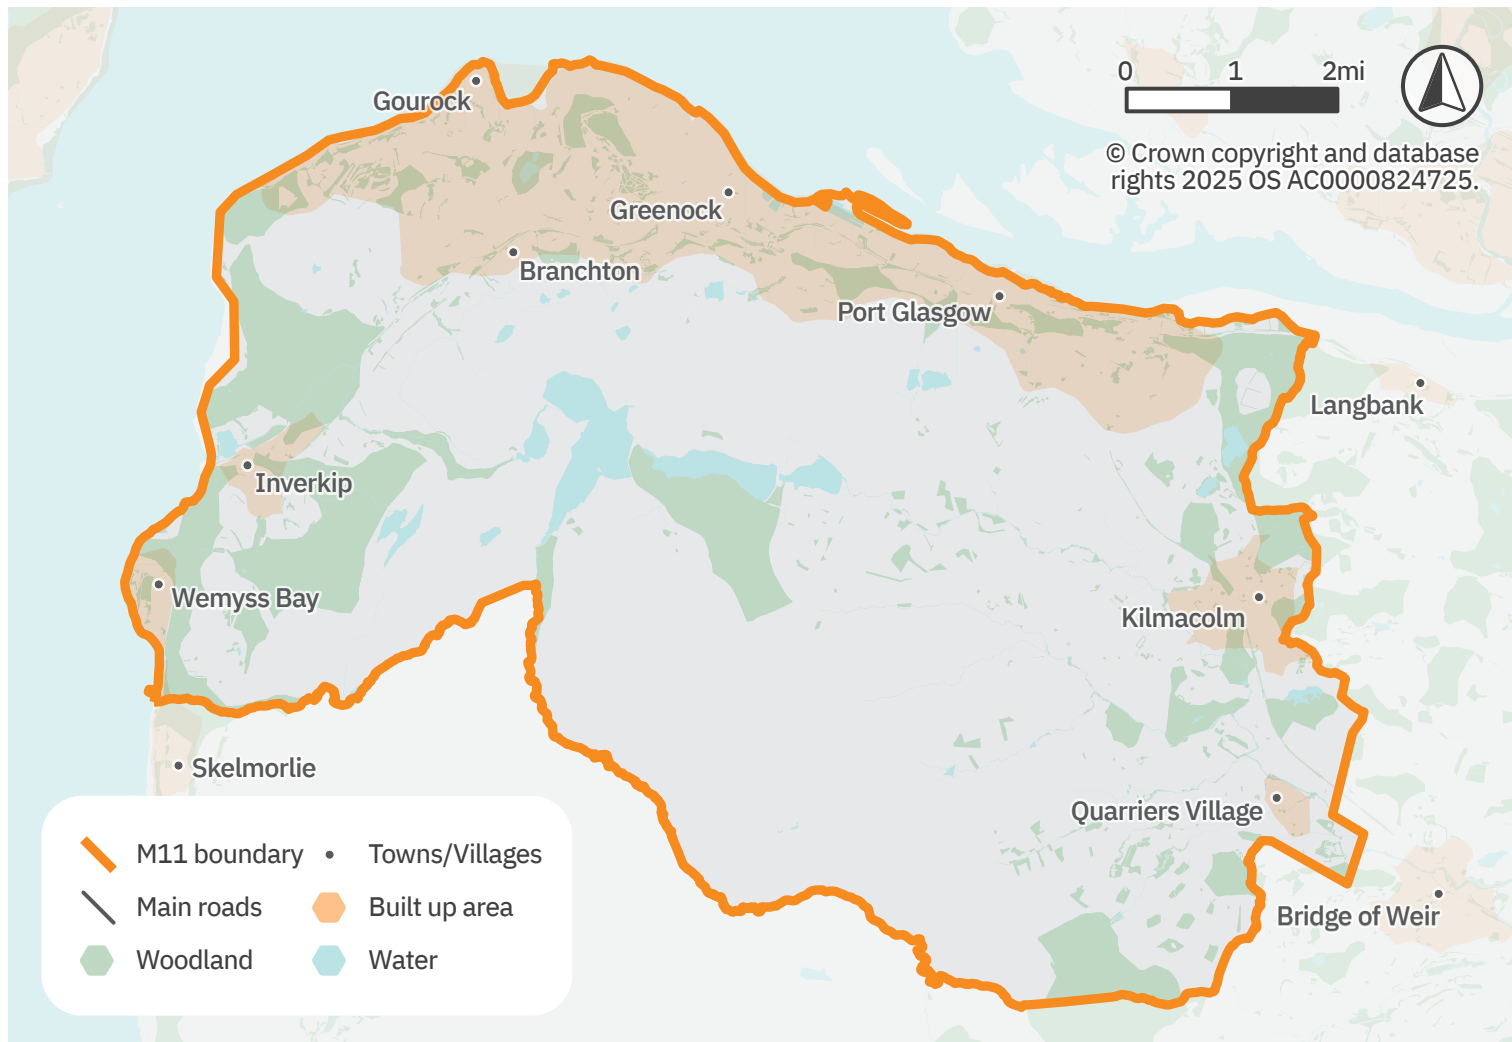 0 1 2mi
© Crown copyright and database
rights 2025 OS AC0000824725.
Gourock
Greenock
Branchton
Port Glasgow
Langbank
Inverkip
Wemyss Bay
Kilmacolm
Skelmorlie
Quarriers Village
Bridge of Weir
M11 boundary
Towns/Villages
Main roads
Built up area
Woodland
Water